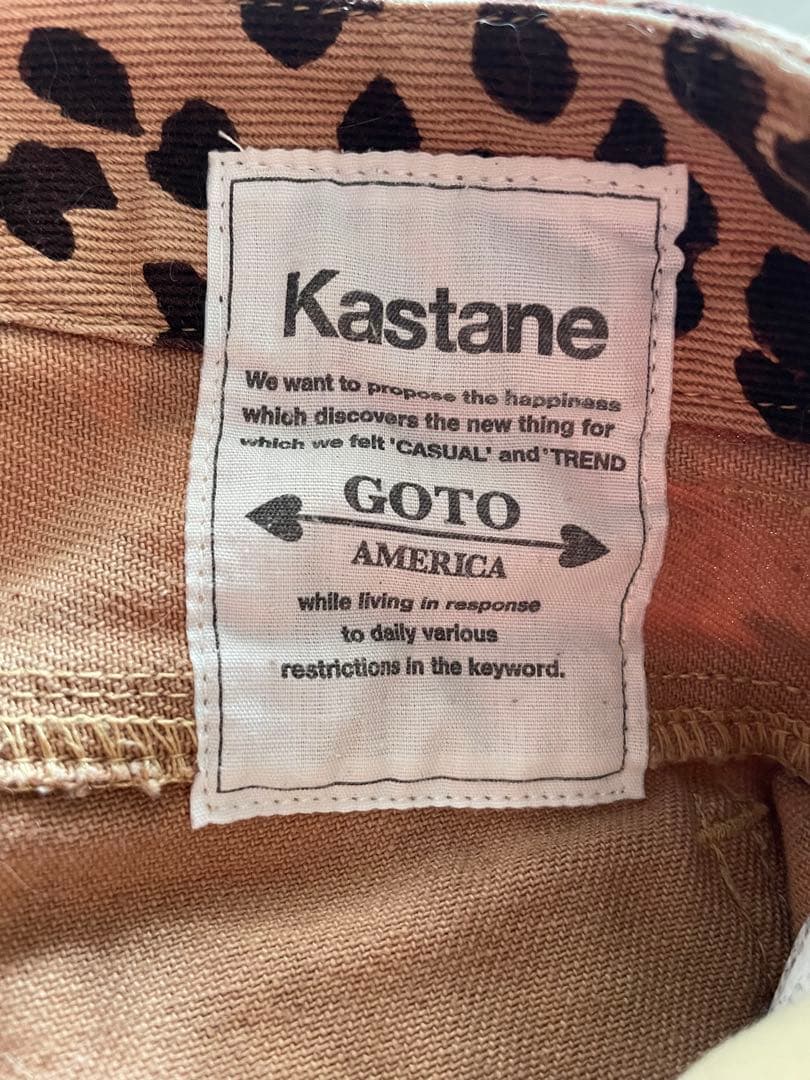 Kastane
We want to propose the happiness
which discovers the new thing for
which we felt 'CASUAL' and 'TREND
GOTO
AMERICA
while living in response
to daily various
restrictions in the keyword.